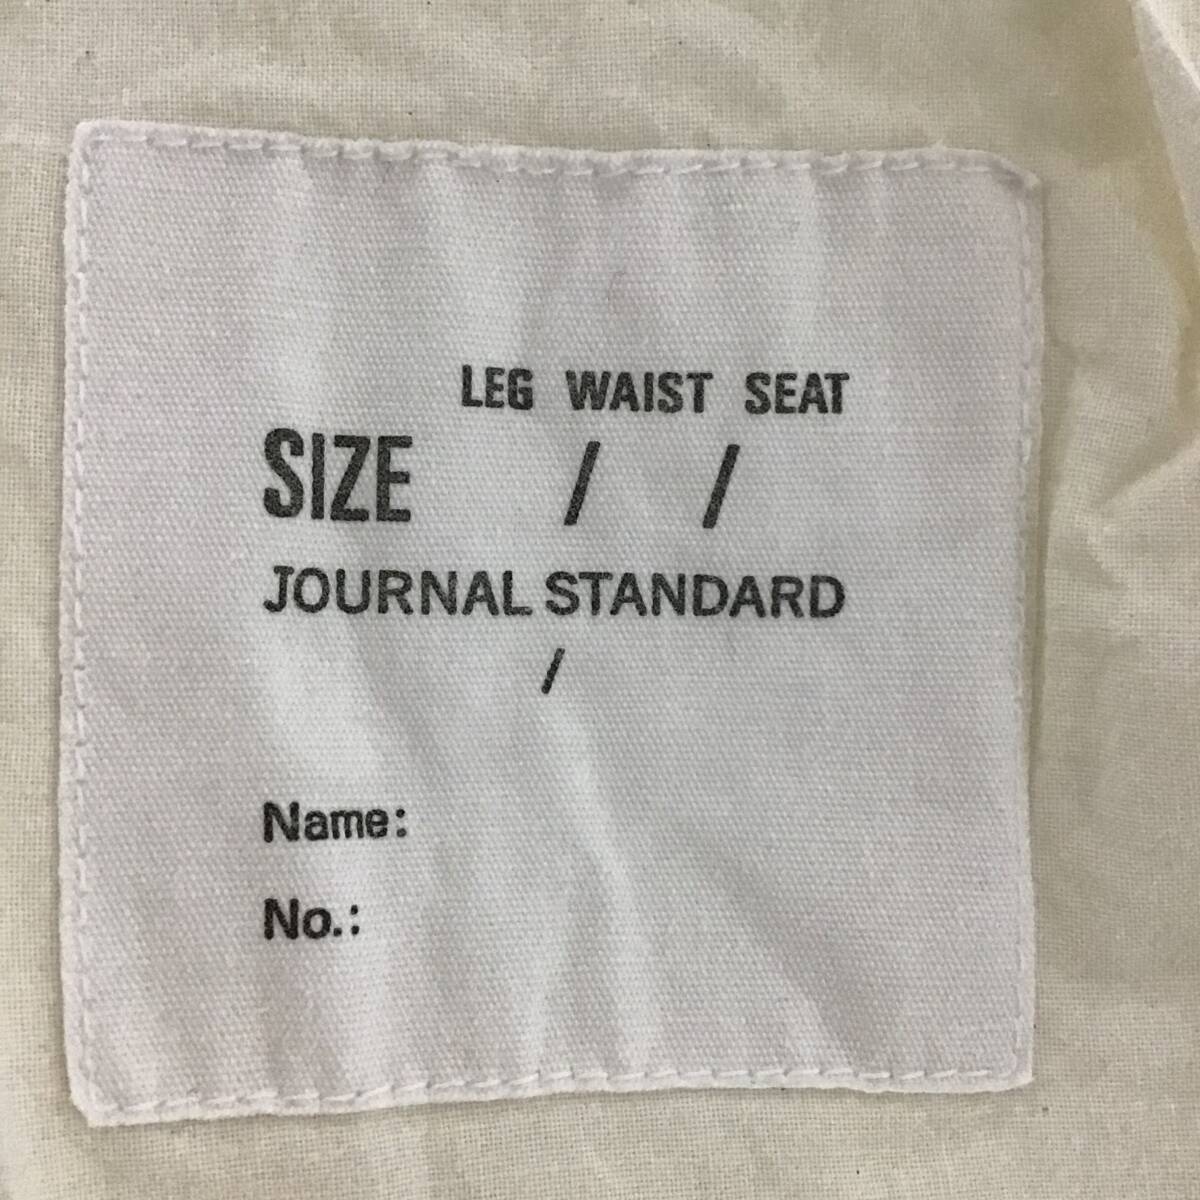 LEG WAIST SEAT
SIZE / /
JOURNAL STANDARD
/
Name:
No.: